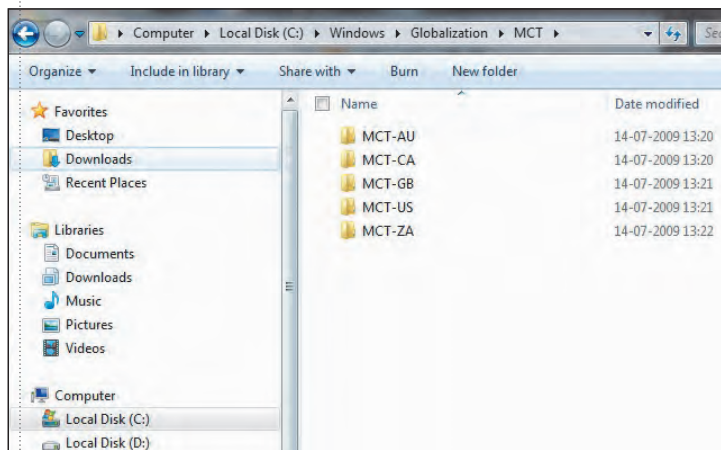 Computer Local Disk (C:) Windows Globalization MCT
Organize Include in library Share with Burn New folder
Favorites
Desktop
Downloads
Recent Places
Libraries
Documents
Downloads
Music
Pictures
Videos
Computer
Local Disk (C:)
Local Disk (D:)
Name Date modified
MCT-AU 14-07-2009 13:20
MCT-CA 14-07-2009 13:20
MCT-GB 14-07-2009 13:21
MCT-US 14-07-2009 13:21
MCT-ZA 14-07-2009 13:22